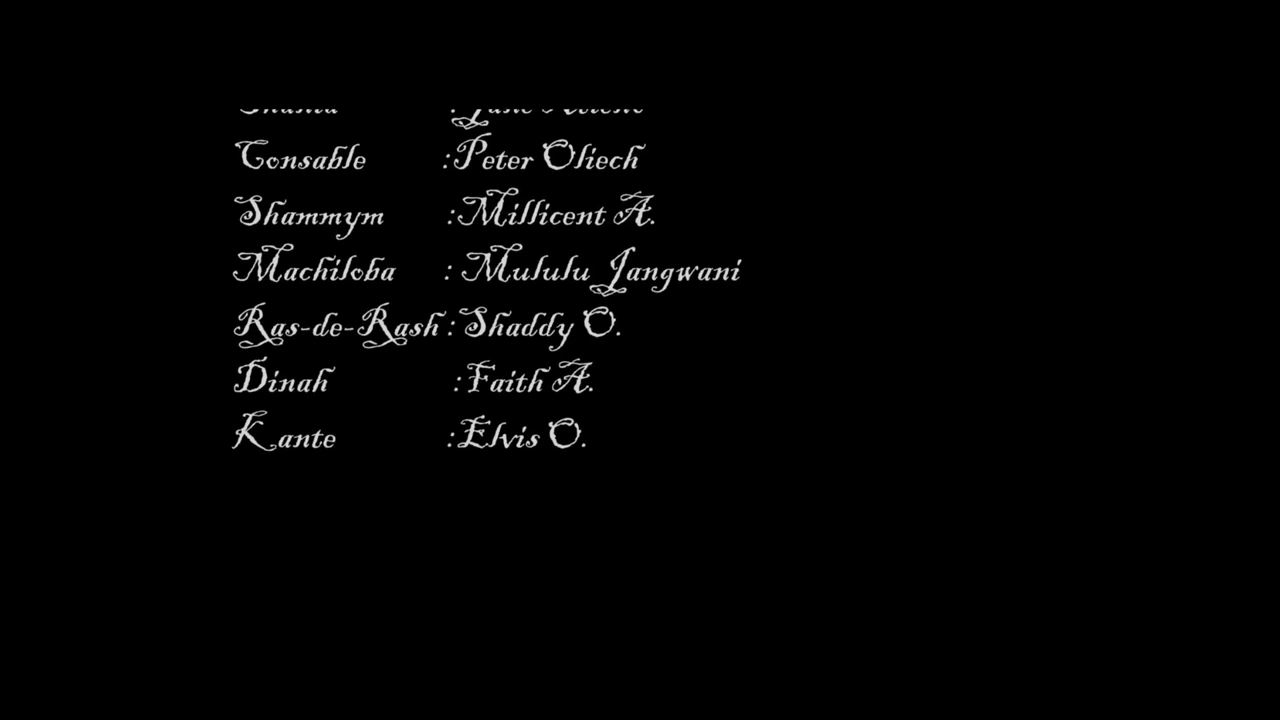 Consable :Peter Oliech
Shammym :Millicent A.
Machiloba : Mululu Jangwani
Ras-de-Rash : Shaddy O.
Dinah :Faith A.
Kante :Elvis O.